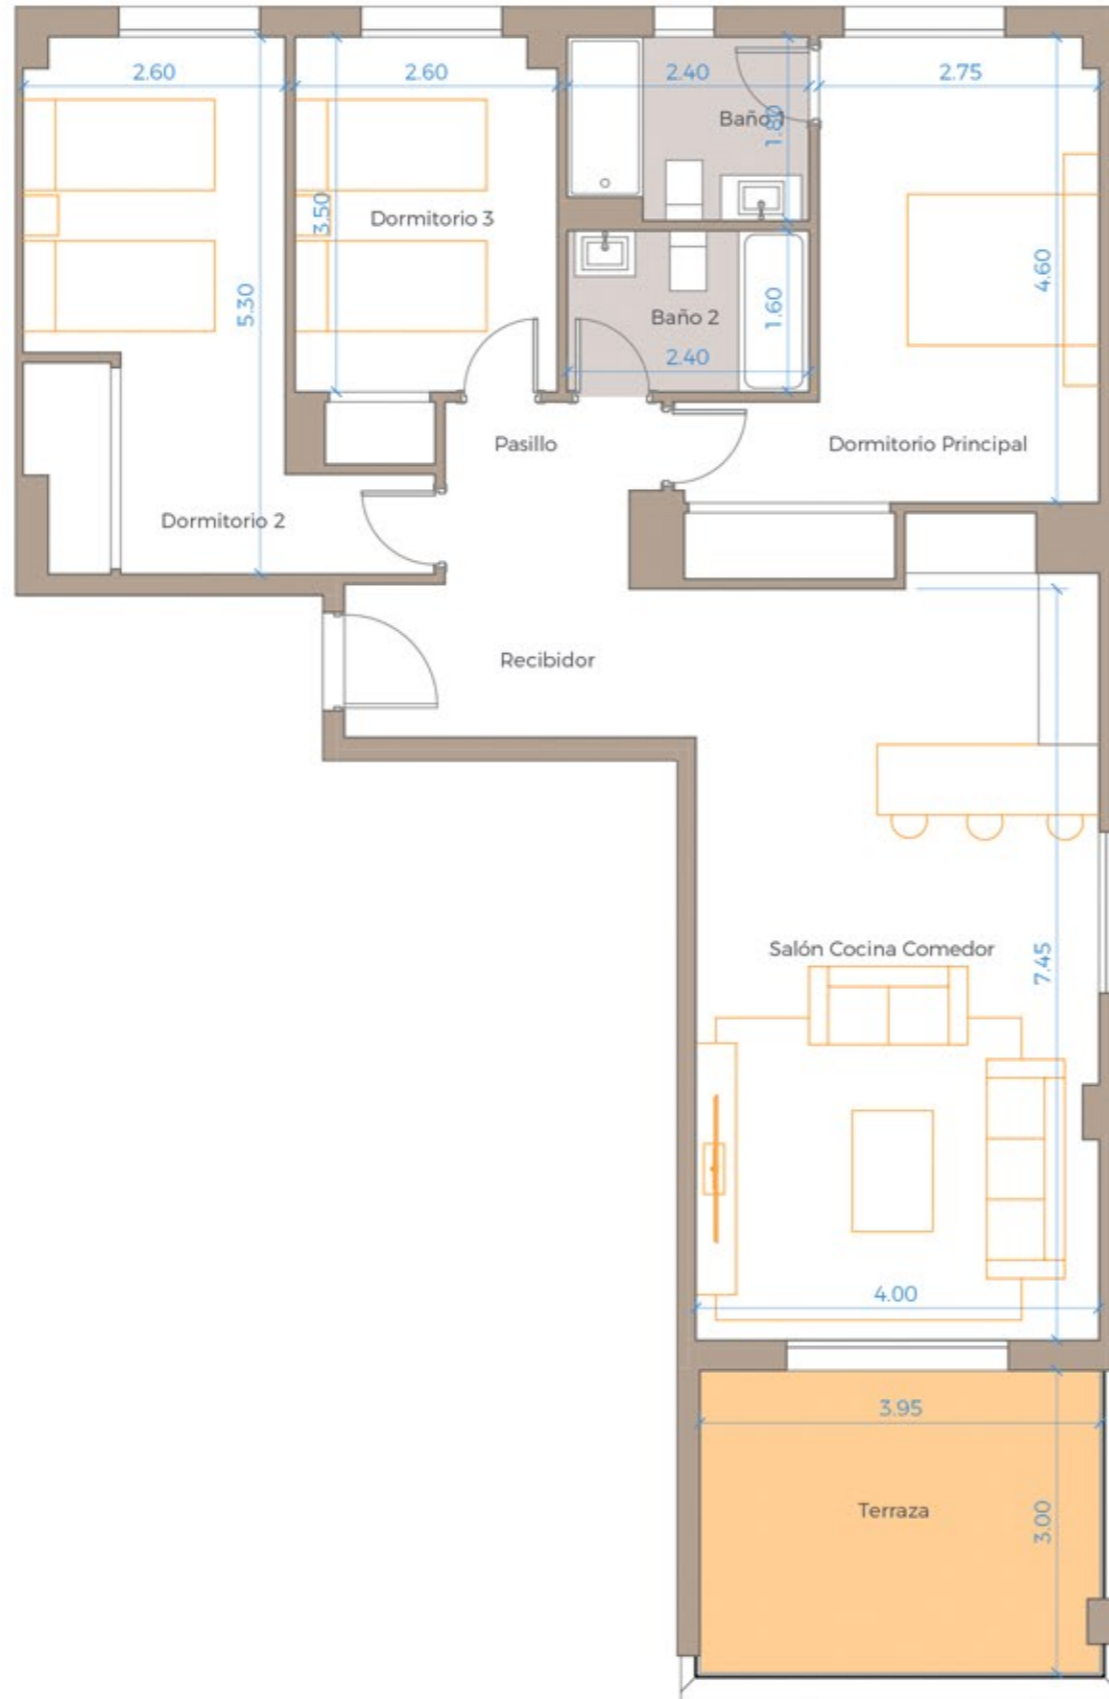 2.60
2.60
2.40
2.75
Baño 1
1.80
3.50
Dormitorio 3
4.60
5.30
1.60
Baño 2
2.40
Pasillo
Dormitorio Principal
Dormitorio 2
Recibidor
Salón Cocina Comedor
7.45
4.00
3.95
Terraza
3.00